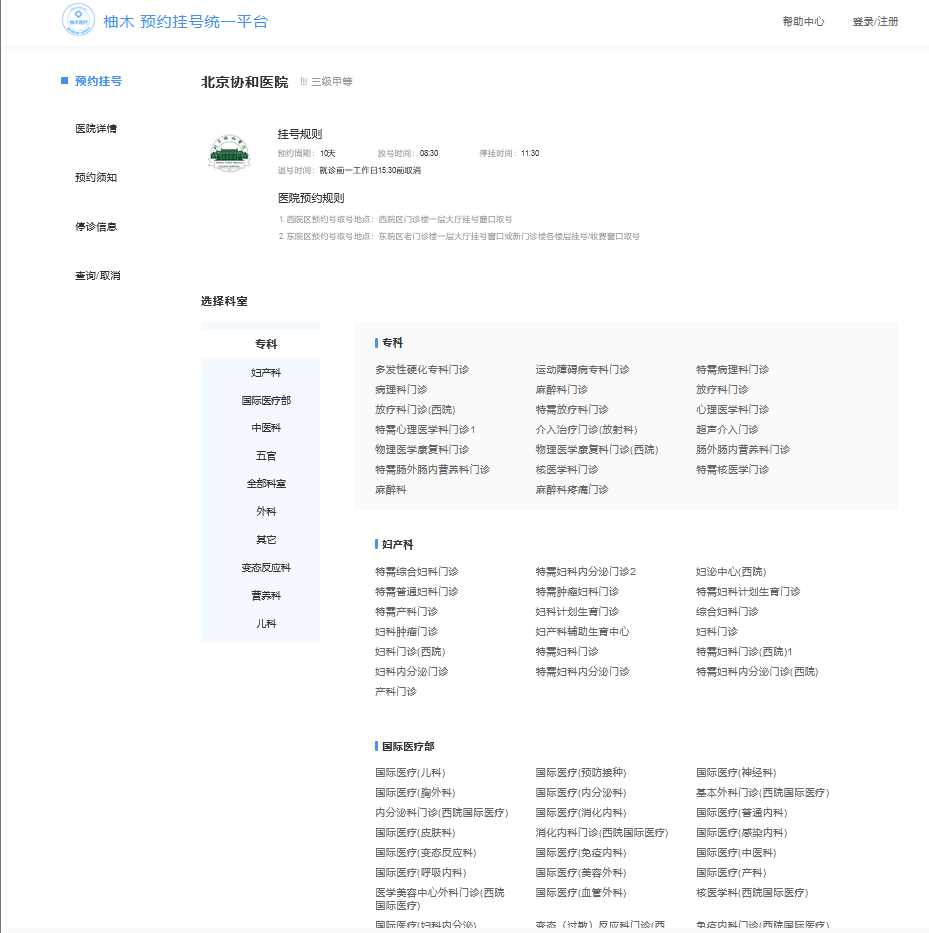 柚木医疗
柚木 预约挂号统一平台
帮助中心
登录/注册
预约挂号
医院详情
预约须知
停诊信息
查询/取消
北京协和医院
三级甲等
挂号规则
预约周期：10天 放号时间：08:30 停挂时间：11:30
退号时间：就诊前一工作日15:30前取消
医院预约规则
1. 西院区预约号取号地点：西院区门诊楼一层大厅挂号窗口取号
2. 东院区预约号取号地点：东院区老门诊楼一层大厅挂号窗口或新门诊楼各楼层挂号/收费窗口取号
选择科室
专科
妇产科
国际医疗部
中医科
五官
全部科室
外科
其它
变态反应科
营养科
儿科
专科
多发性硬化专科门诊 运动障碍病专科门诊 特需病理科门诊
病理科门诊 麻醉科门诊 放疗科门诊
放疗科门诊(西院) 特需放疗科门诊 心理医学科门诊
特需心理医学科门诊1 介入治疗门诊(放射科) 超声介入门诊
物理医学康复科门诊 物理医学康复科门诊(西院) 肠外肠内营养科门诊
特需肠外肠内营养科门诊 核医学科门诊 特需核医学门诊
麻醉科 麻醉科疼痛门诊
妇产科
特需综合妇科门诊 特需妇科内分泌门诊2 妇泌中心(西院)
特需普通妇科门诊 特需肿瘤妇科门诊 特需妇科计划生育门诊
特需产科门诊 妇科计划生育门诊 综合妇科门诊
妇科肿瘤门诊 妇产科辅助生育中心 妇科门诊
妇科门诊(西院) 特需妇科门诊 特需妇科门诊(西院)1
妇科内分泌门诊 特需妇科内分泌门诊 特需妇科内分泌门诊(西院)
产科门诊
国际医疗部
国际医疗(儿科) 国际医疗(预防接种) 国际医疗(神经科)
国际医疗(胸外科) 国际医疗(内分泌科) 基本外科门诊(西院国际医疗)
内分泌科门诊(西院国际医疗) 国际医疗(消化内科) 国际医疗(普通内科)
国际医疗(皮肤科) 消化内科门诊(西院国际医疗) 国际医疗(感染内科)
国际医疗(变态反应科) 国际医疗(免疫内科) 国际医疗(中医科)
国际医疗(呼吸内科) 国际医疗(美容外科) 国际医疗(产科)
医学美容中心外科门诊(西院 国际医疗(血管外科) 核医学科(西院国际医疗)
国际医疗)
国际医疗(妇科内分泌) 变态（过敏）反应科门诊(西 免疫内科门诊(西院国际医疗)